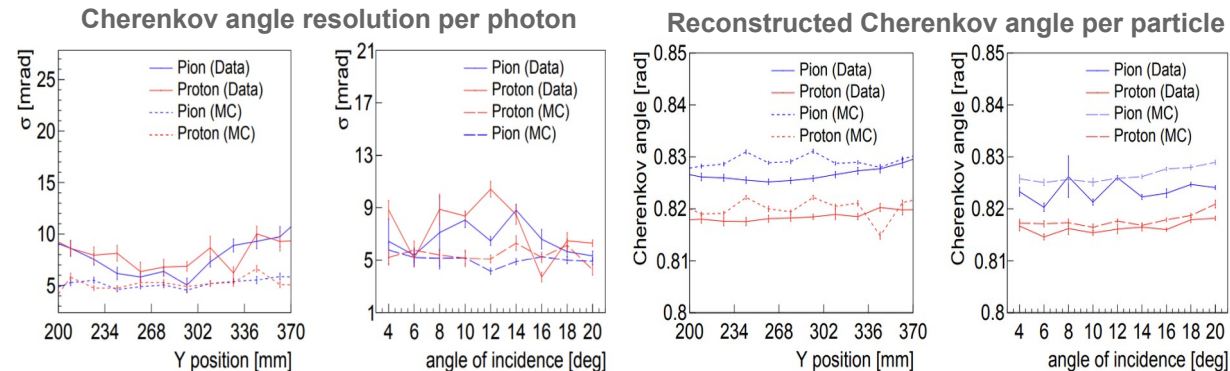 Cherenkov angle resolution per photon
Reconstructed Cherenkov angle per particle
σ [mrad]
25
20
15
10
5
Pion (Data)
Proton (Data)
Pion (MC)
Proton (MC)
200 234 268 302 336 370
Y position [mm]
σ [mrad]
21
17
13
9
5
1
Pion (Data)
Proton (Data)
Proton (MC)
Pion (MC)
4 6 8 10 12 14 16 18 20
angle of incidence [deg]
Cherenkov angle [rad]
0.85
0.84
0.83
0.82
0.81
0.8
Pion (Data)
Proton (Data)
Pion (MC)
Proton (MC)
200 234 268 302 336 370
Y position [mm]
Cherenkov angle [rad]
0.85
0.84
0.83
0.82
0.81
0.8
Pion (Data)
Proton (Data)
Pion (MC)
Proton (MC)
4 6 8 10 12 14 16 18 20
angle of incidence [deg]